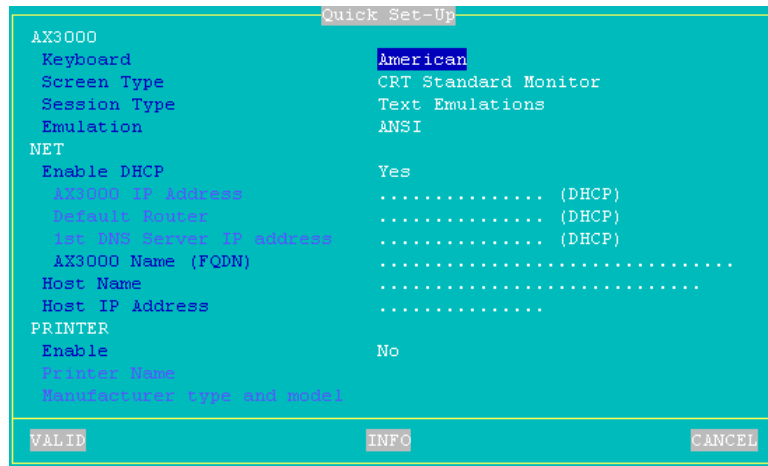 Quick Set-Up
AX3000
Keyboard American
Screen Type CRT Standard Monitor
Session Type Text Emulations
Emulation ANSI
NET
Enable DHCP Yes
AX3000 IP Address ............... (DHCP)
Default Router ............... (DHCP)
1st DNS Server IP address ............... (DHCP)
AX3000 Name (FQDN) .................................
Host Name ..............................
Host IP Address ...............
PRINTER
Enable No
Printer Name
Manufacturer type and model
VALID INFO CANCEL